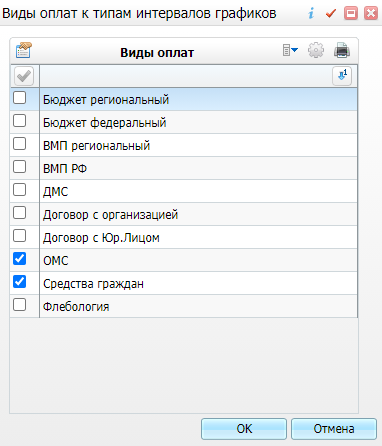 Виды оплат к типам интервалов графиков
Виды оплат
Бюджет региональный
Бюджет федеральный
ВМП региональный
ВМП РФ
ДМС
Договор с организацией
Договор с Юр.Лицом
ОМС
Средства граждан
Флебология
ОК
Отмена